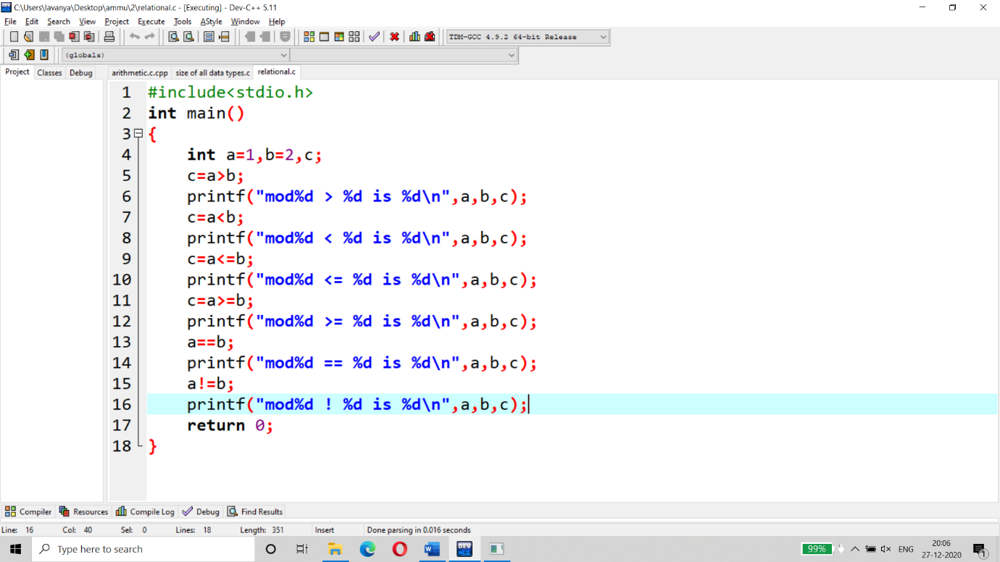 C:\Users\lavanya\Desktop\ammu\2\relational.c - [Executing] - Dev-C++ 5.11
File Edit Search View Project Execute Tools AStyle Window Help
TDM-GCC 4.9.2 64-bit Release
(globals)
Project Classes Debug arithmetic.c.cpp size of all data types.c relational.c
1 #include<stdio.h>
2 int main()
3 {
4 int a=1,b=2,c;
5 c=a>b;
6 printf("mod%d > %d is %d\n",a,b,c);
7 c=a<b;
8 printf("mod%d < %d is %d\n",a,b,c);
9 c=a<=b;
10 printf("mod%d <= %d is %d\n",a,b,c);
11 c=a>=b;
12 printf("mod%d >= %d is %d\n",a,b,c);
13 a==b;
14 printf("mod%d == %d is %d\n",a,b,c);
15 a!=b;
16 printf("mod%d ! %d is %d\n",a,b,c);
17 return 0;
18 }
Compiler Resources Compile Log Debug Find Results
Line: 16 Col: 40 Sel: 0 Lines: 18 Length: 351 Insert Done parsing in 0.016 seconds
Type here to search DEV 99% ENG 20:06
27-12-2020 1